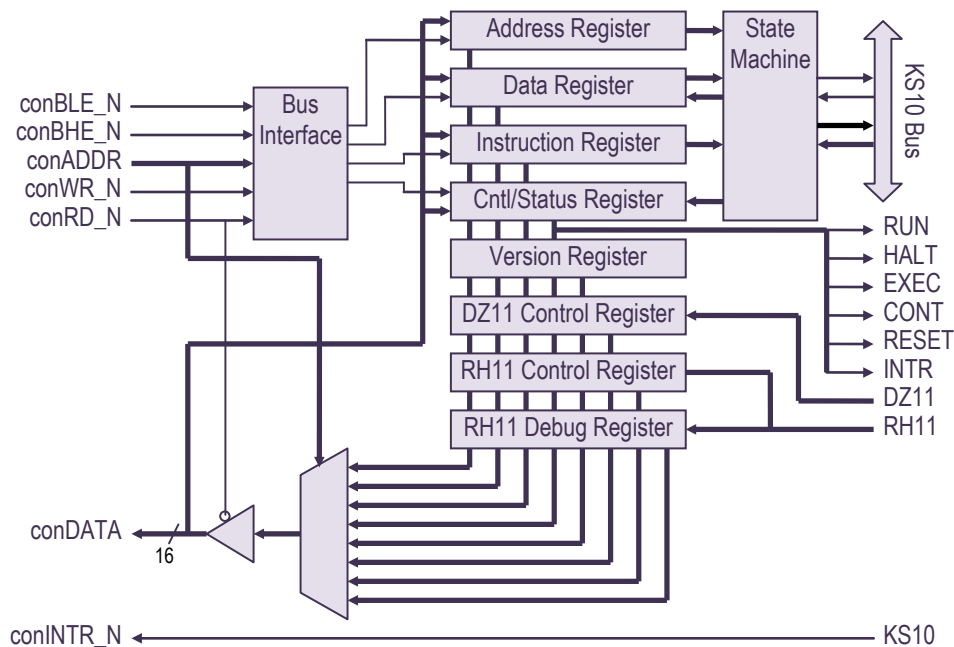 Address Register
State
Machine
Data Register
KS10 Bus
conBLE_N
Bus
Interface
conBHE_N
Instruction Register
conADDR
conWR_N
Cntl/Status Register
conRD_N
RUN
Version Register
HALT
EXEC
DZ11 Control Register
CONT
RESET
RH11 Control Register
INTR
DZ11
RH11 Debug Register
RH11
conDATA
16
conINTR_N
KS10